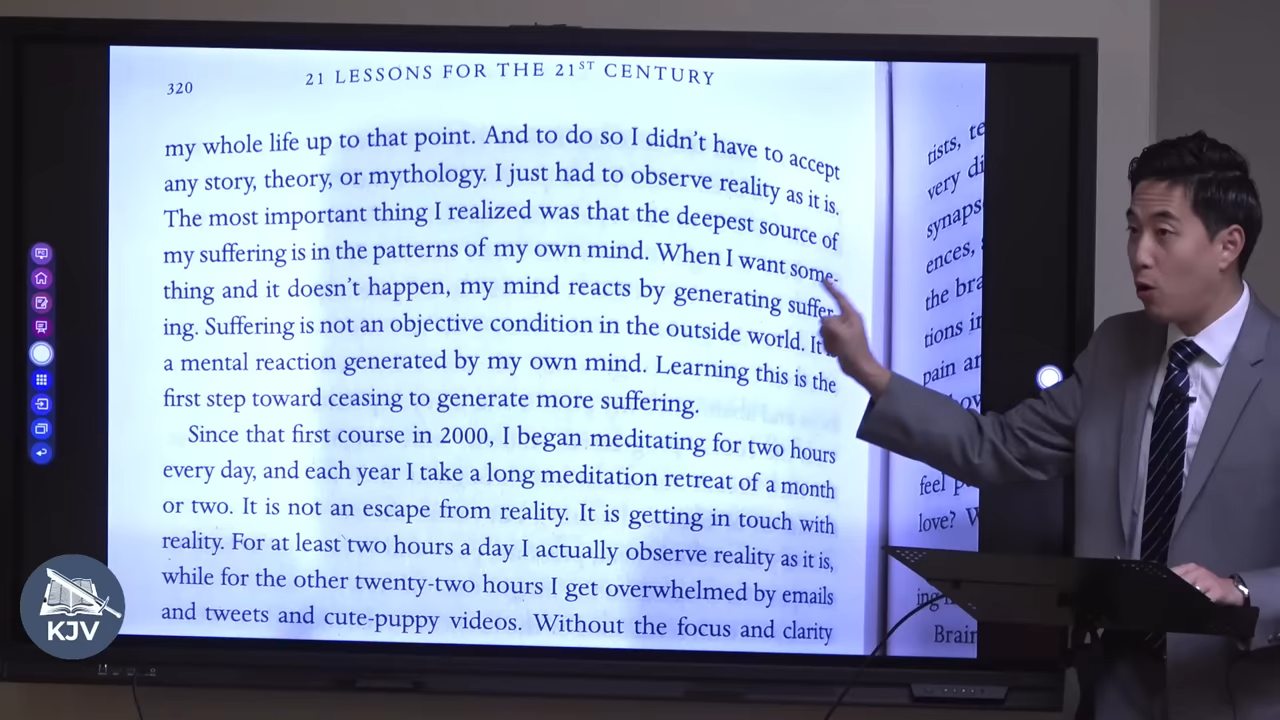 320
21 LESSONS FOR THE 21ST CENTURY
my whole life up to that point. And to do so I didn't have to accept
any story, theory, or mythology. I just had to observe reality as it is.
The most important thing I realized was that the deepest source of
my suffering is in the patterns of my own mind. When I want some-
thing and it doesn't happen, my mind reacts by generating suffer
ing. Suffering is not an objective condition in the outside world. It
a mental reaction generated by my own mind. Learning this is the
first step toward ceasing to generate more suffering.
Since that first course in 2000, I began meditating for two hours
every day, and each year I take a long meditation retreat of a month
or two. It is not an escape from reality. It is getting in touch with
reality. For at least two hours a day I actually observe reality as it is,
while for the other twenty-two hours I get overwhelmed by emails
and tweets and cute-puppy videos. Without the focus and clarity
tists, te
very di
synaps
ences,
the bra
tions in
pain ar
feel p
love? W
ing
Brain
KJV